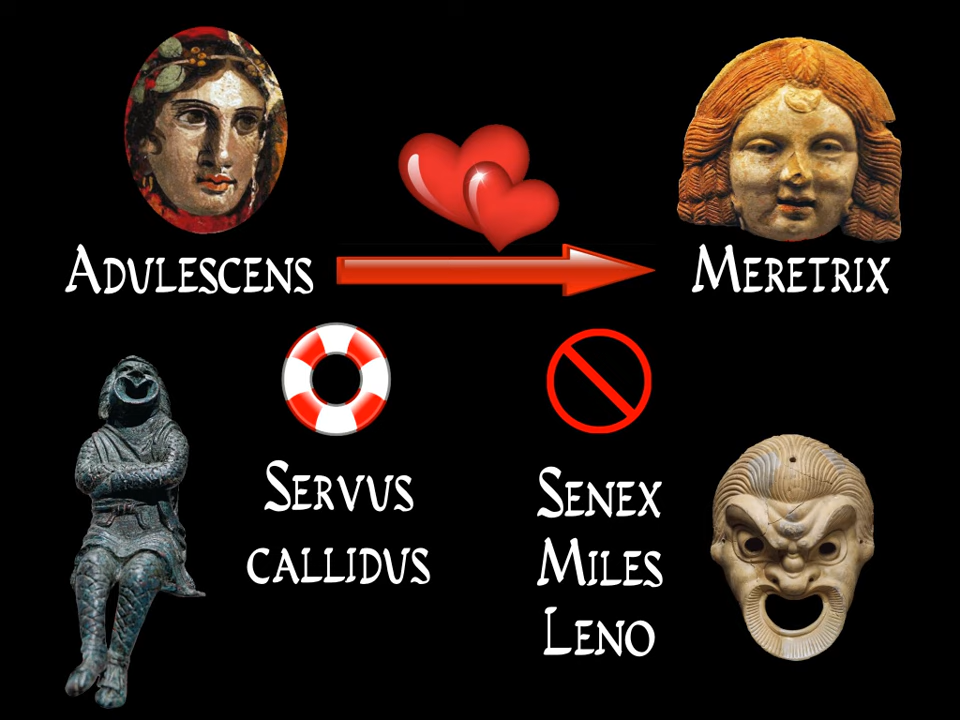 Adulescens
Meretrix
Servus
callidus
Senex
Miles
Leno